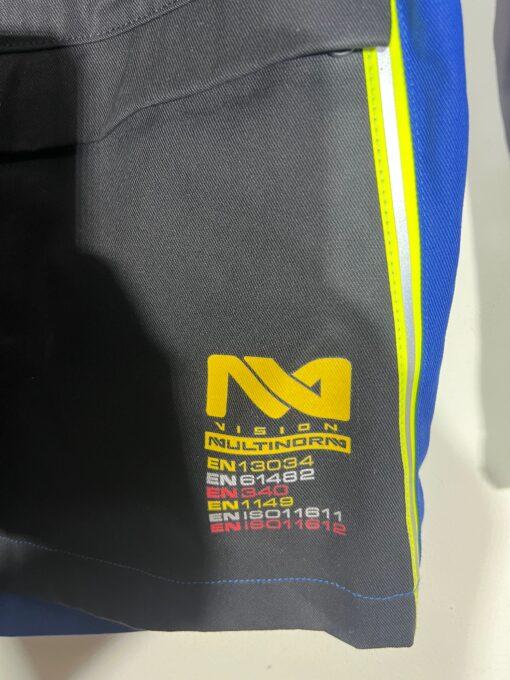 VISION
MULTINORM
EN13034
EN61482
EN340
EN1149
ENISO11611
ENISO11612